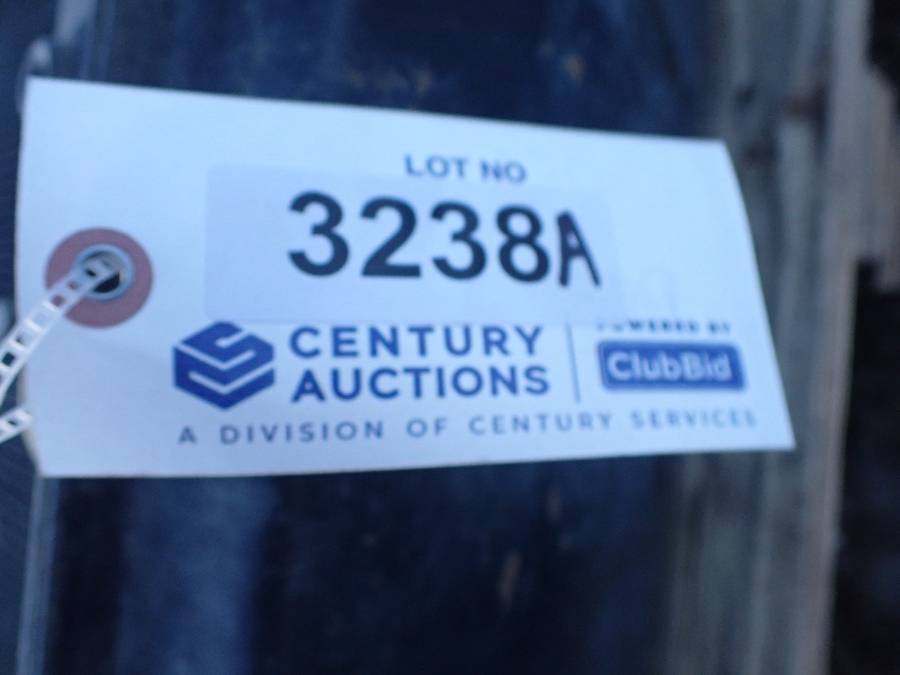 LOT NO
3238A
CENTURY
AUCTIONS
POWERED BY
ClubBid
A DIVISION OF CENTURY SERVICES